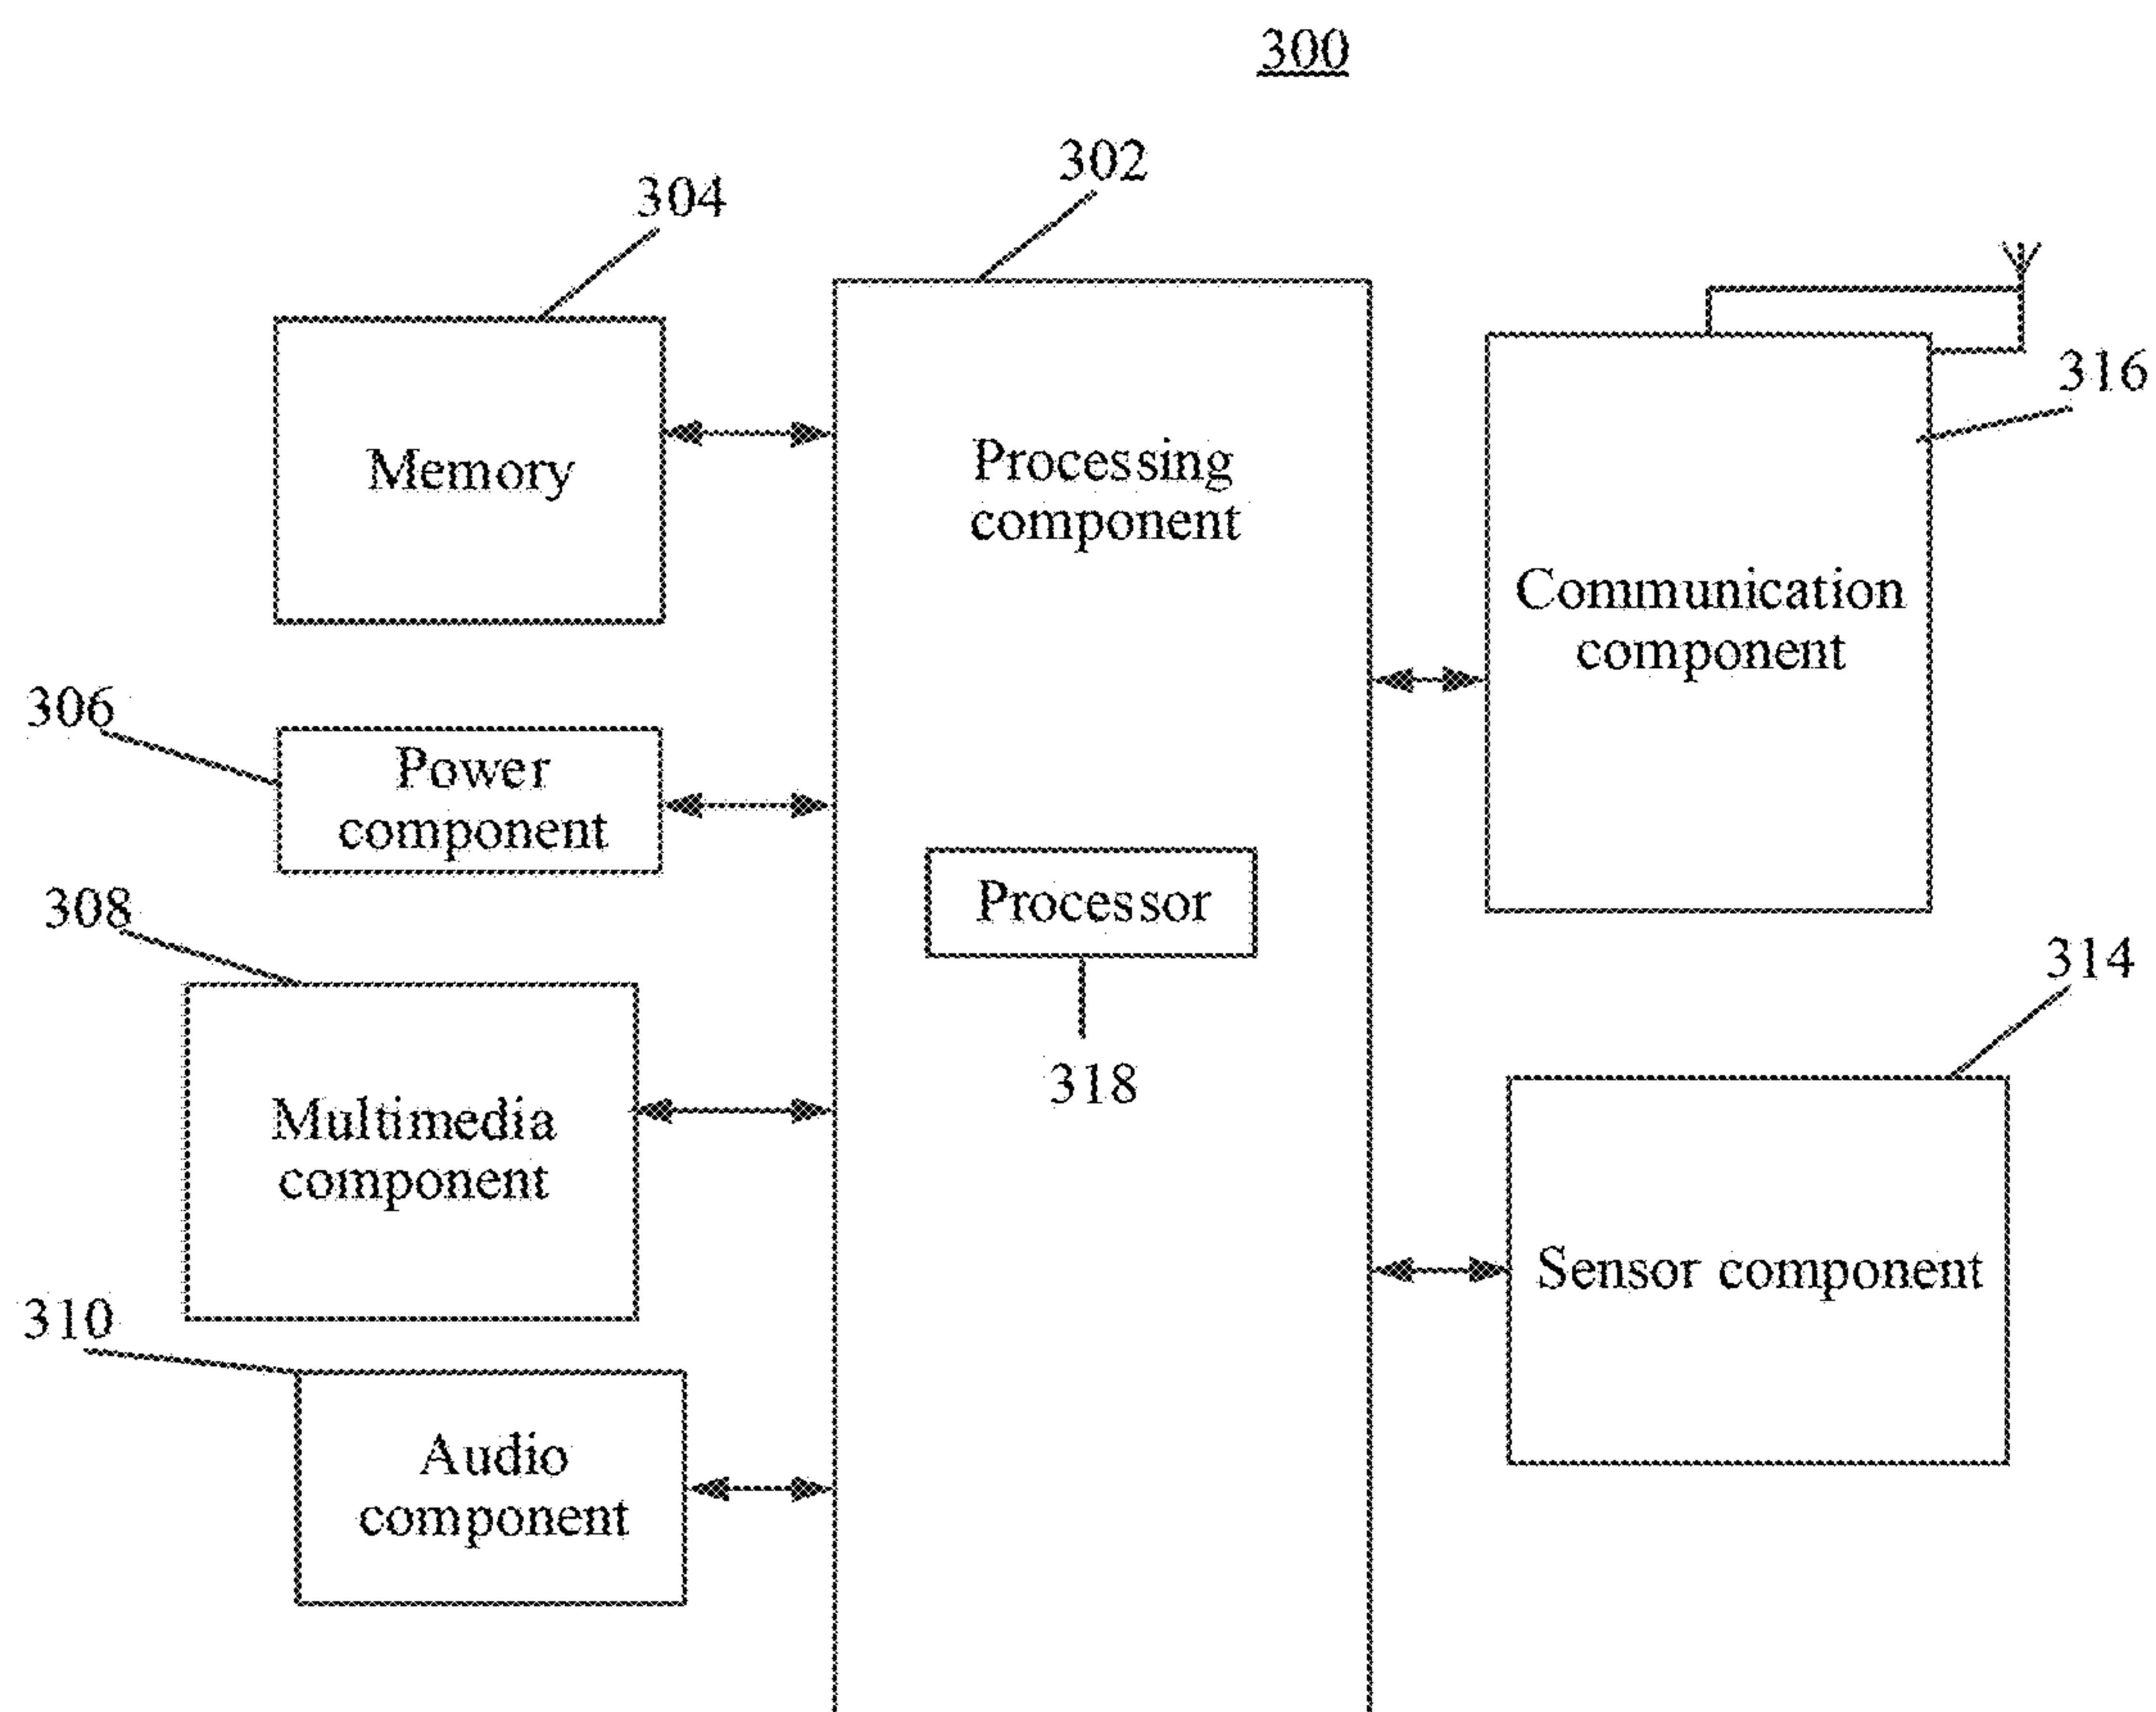 300
302
304
316
Memory
Processing
component
Communication
component
306
Power
component
308
Processor
314
318
Multimedia
component
Sensor component
310
Audio
component